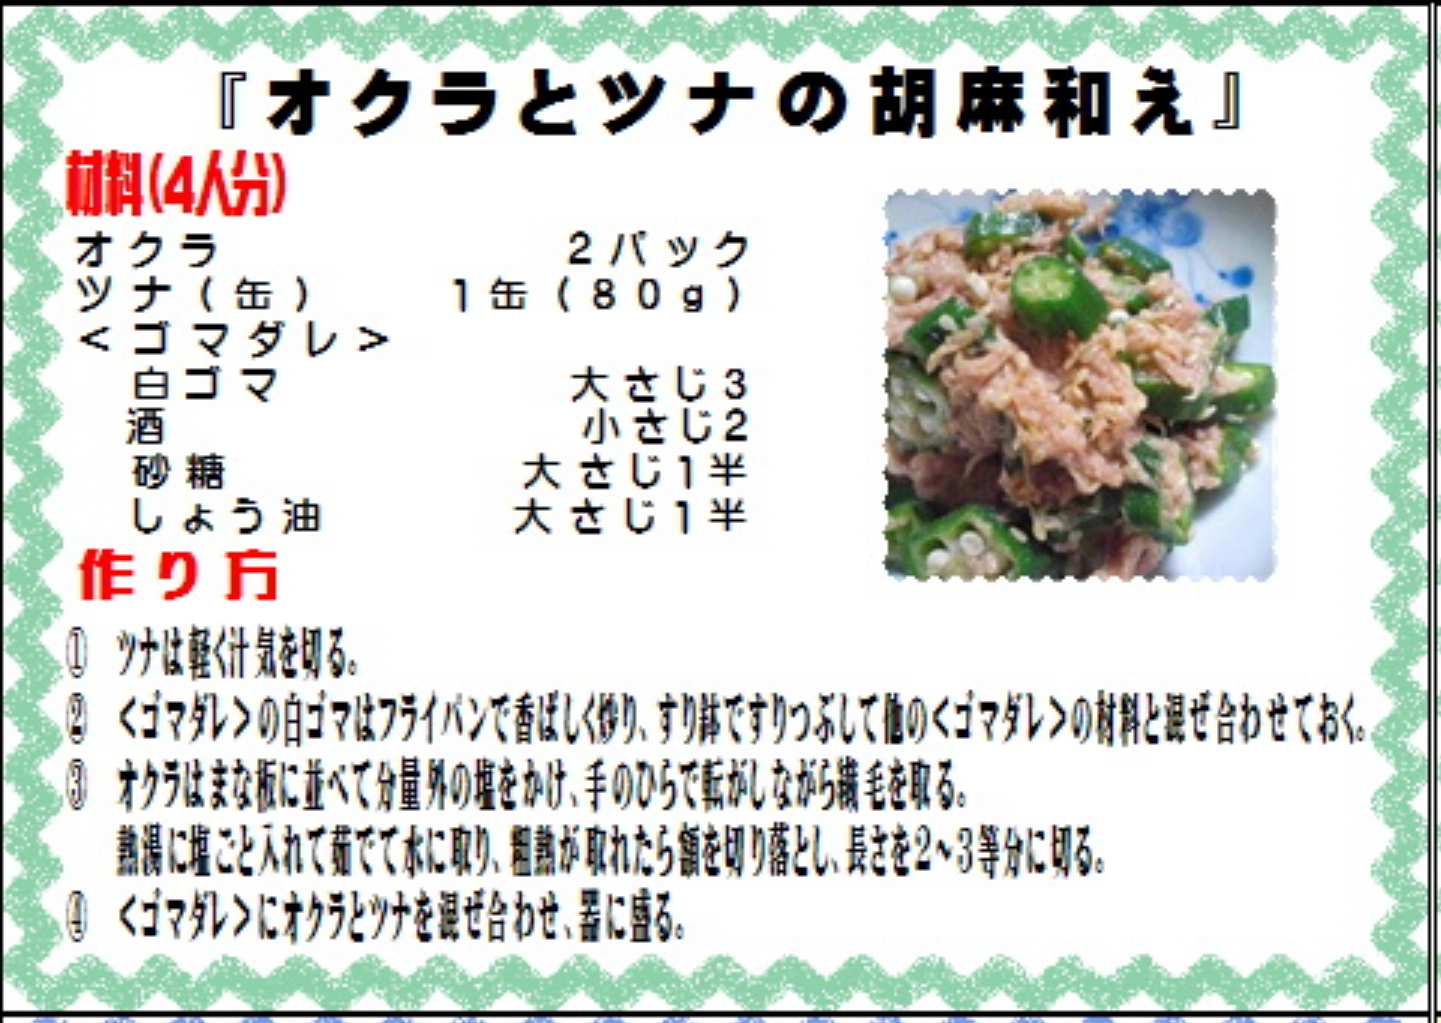 『オクラとツナの胡麻和え』
材料(4人分)
オクラ 2パック
ツナ(缶) 1缶(80g)
<ゴマダレ>
白ゴマ 大さじ3
酒 小さじ2
砂糖 大さじ1半
しょう油 大さじ1半
作り方
① ツナは軽く汁気を切る。
② <ゴマダレ>の白ゴマはフライパンで香ばしく炒り、すり鉢ですりつぶして他の<ゴマダレ>の材料と混ぜ合わせておく。
③ オクラはまな板に並べて分量外の塩をかけ、手のひらで転がしながら繊毛を取る。
熱湯に塩ごと入れて茹でて水に取り、粗熱が取れたら額を切り落とし、長さを2~3等分に切る。
④ <ゴマダレ>にオクラとツナを混ぜ合わせ、器に盛る。